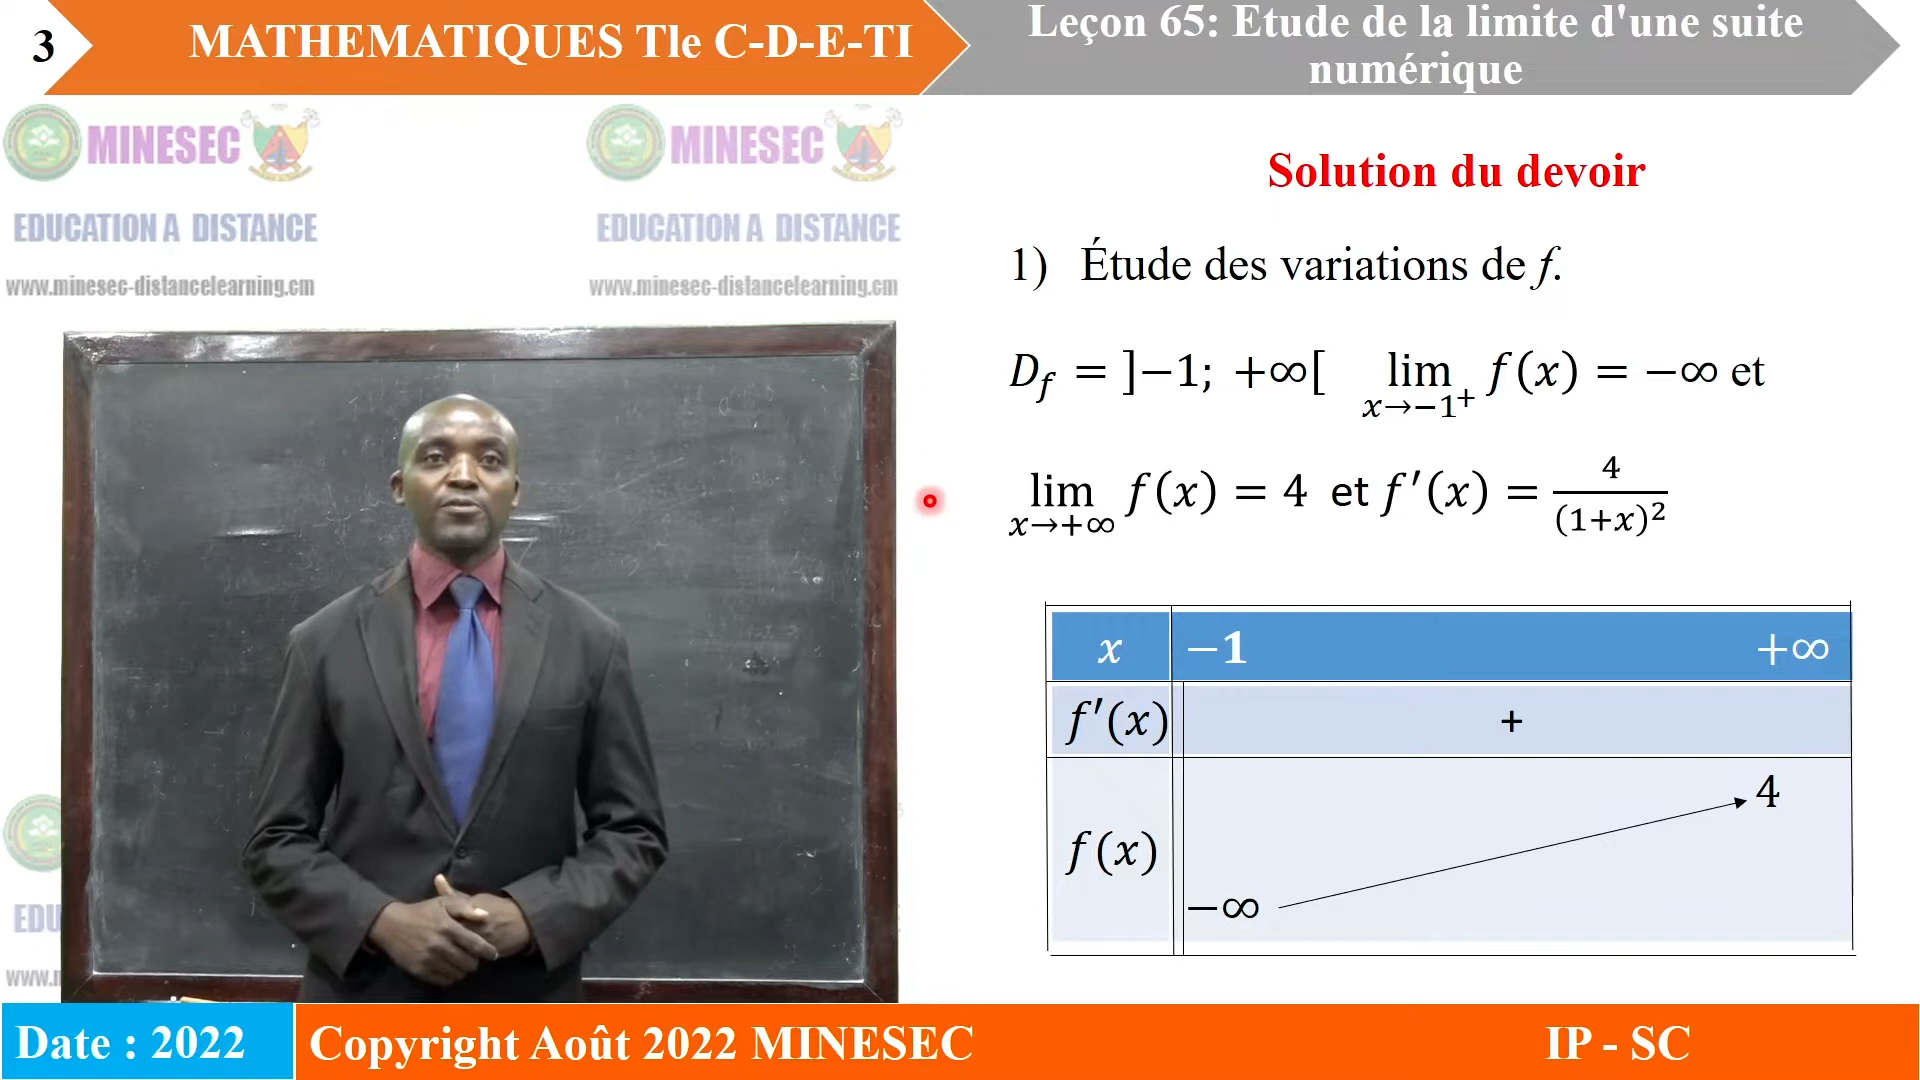 3
MATHEMATIQUES Tle C-D-E-TI
Leçon 65: Etude de la limite d'une suite
numérique
MINESEC
EDUCATION A DISTANCE
www.minesec-distancelearning.cm
MINESEC
EDUCATION A DISTANCE
www.minesec-distancelearning.cm
EDU
www.
Solution du devoir
1) Étude des variations de f.
D_f = ]−1; +∞[ lim_{x→−1⁺} f(x) = −∞ et
lim_{x→+∞} f(x) = 4 et f′(x) = 4/(1+x)²
x −1 +∞
f′(x) +
4
f(x)
−∞
Date : 2022
Copyright Août 2022 MINESEC
IP - SC